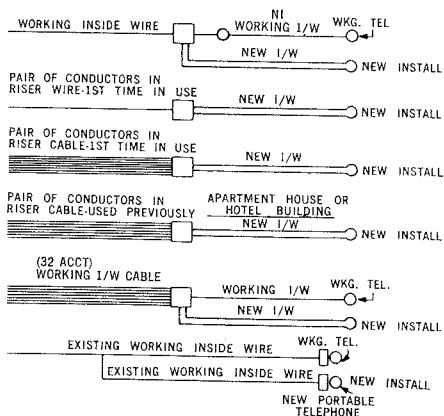 NI
WORKING INSIDE WIRE
WORKING I/W
WKG. TEL
NEW I/W
NEW INSTALL
PAIR OF CONDUCTORS IN
RISER WIRE-1ST TIME IN USE
NEW I/W
NEW INSTALL
PAIR OF CONDUCTORS IN
RISER CABLE-1ST TIME IN USE
NEW I/W
NEW INSTALL
PAIR OF CONDUCTORS IN
RISER CABLE-USED PREVIOUSLY
APARTMENT HOUSE OR
HOTEL BUILDING
NEW I/W
NEW INSTALL
(32 ACCT)
WORKING I/W CABLE
WORKING I/W
WKG. TEL.
NEW I/W
NEW INSTALL
EXISTING WORKING INSIDE WIRE
WKG. TEL.
EXISTING WORKING INSIDE WIRE
NEW INSTALL
NEW PORTABLE
TELEPHONE